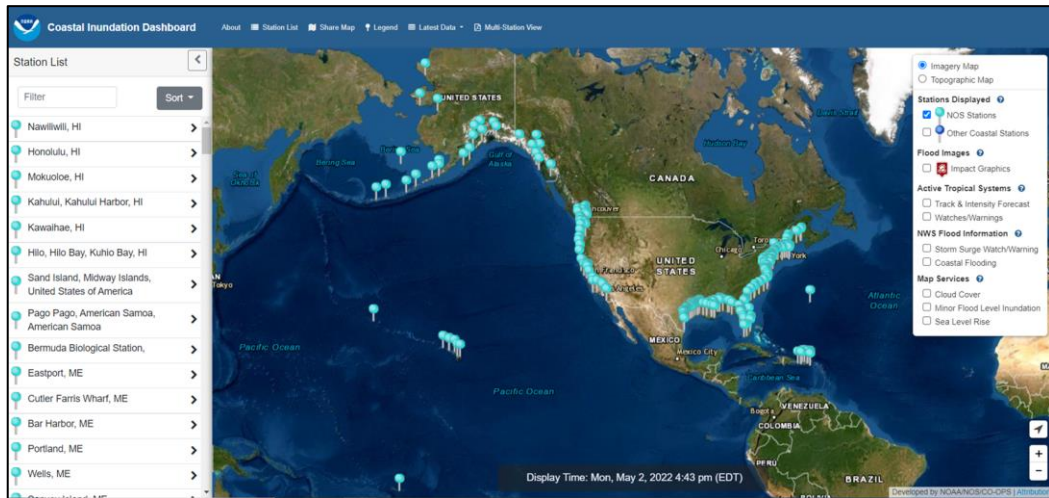 NOAA
Coastal Inundation Dashboard
About
Station List
Share Map
Legend
Latest Data
Multi-Station View
Station List
Filter
Sort
Nawiliwili, HI
Honolulu, HI
Mokuoloe, HI
Kahului, Kahului Harbor, HI
Kawaihae, HI
Hilo, Hilo Bay, Kuhio Bay, HI
Sand Island, Midway Islands,
United States of America
Pago Pago, American Samoa,
American Samoa
Bermuda Biological Station,
Eastport, ME
Cutler Farris Wharf, ME
Bar Harbor, ME
Portland, ME
Wells, ME
UNITED STATES
Bering Sea
Gulf of
Alaska
Hudson Bay
CANADA
Chicago
York
UNITED
STATES
Tokyo
Atlantic
Ocean
Pacific Ocean
MEXICO
Mexico City
Caribbean Sea
Pacific Ocean
Bogota
VENEZUELA
COLOMBIA
PERU
BRAZIL
Imagery Map
Topographic Map
Stations Displayed
NOS Stations
Other Coastal Stations
Flood Images
Impact Graphics
Active Tropical Systems
Track & Intensity Forecast
Watches/Warnings
NWS Flood Information
Storm Surge Watch/Warning
Coastal Flooding
Map Services
Cloud Cover
Minor Flood Level Inundation
Sea Level Rise
+
−
Display Time: Mon, May 2, 2022 4:43 pm (EDT)
Developed by NOAA/NOS/CO-OPS | Attribution